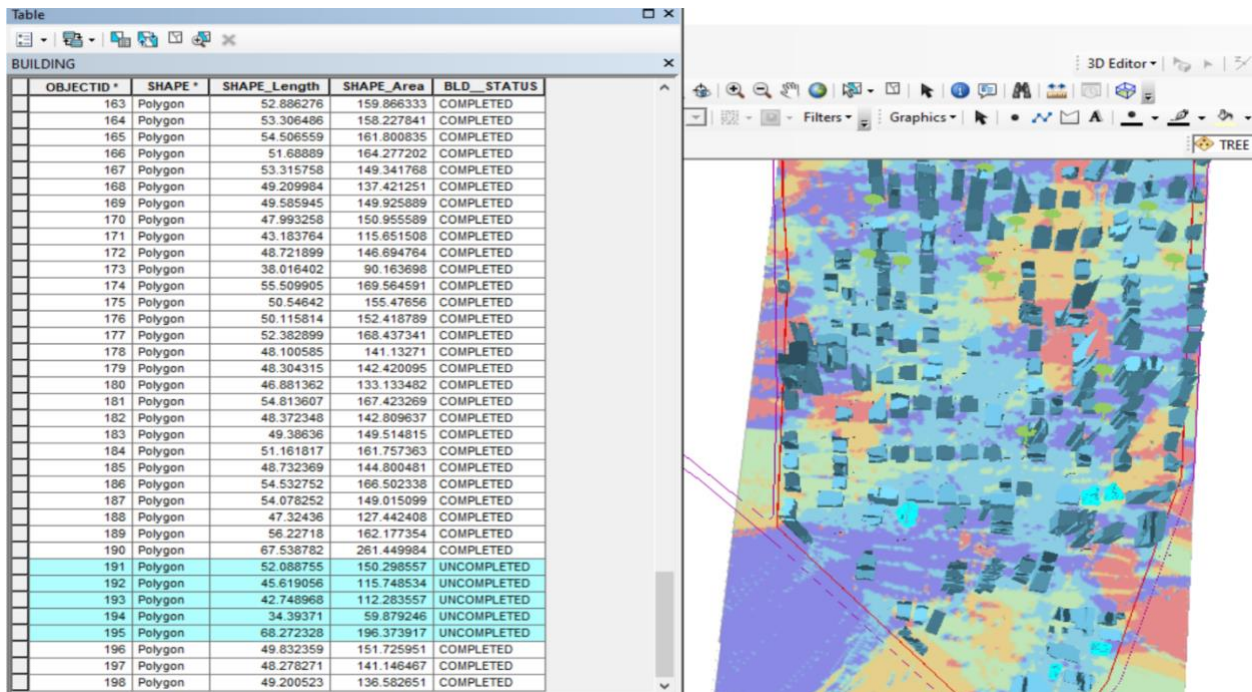 Table
BUILDING
OBJECTID * SHAPE * SHAPE_Length SHAPE_Area BLD__STATUS
163 Polygon 52.886276 159.866333 COMPLETED
164 Polygon 53.306486 158.227841 COMPLETED
165 Polygon 54.506559 161.800835 COMPLETED
166 Polygon 51.68889 164.277202 COMPLETED
167 Polygon 53.315758 149.341768 COMPLETED
168 Polygon 49.209984 137.421251 COMPLETED
169 Polygon 49.585945 149.925889 COMPLETED
170 Polygon 47.993258 150.955589 COMPLETED
171 Polygon 43.183764 115.651508 COMPLETED
172 Polygon 48.721899 146.694764 COMPLETED
173 Polygon 38.016402 90.163698 COMPLETED
174 Polygon 55.509905 169.564591 COMPLETED
175 Polygon 50.54642 155.47656 COMPLETED
176 Polygon 50.115814 152.418789 COMPLETED
177 Polygon 52.382899 168.437341 COMPLETED
178 Polygon 48.100585 141.13271 COMPLETED
179 Polygon 48.304315 142.420095 COMPLETED
180 Polygon 46.881362 133.133482 COMPLETED
181 Polygon 54.813607 167.423269 COMPLETED
182 Polygon 48.372348 142.809637 COMPLETED
183 Polygon 49.38636 149.514815 COMPLETED
184 Polygon 51.161817 161.757363 COMPLETED
185 Polygon 48.732369 144.800481 COMPLETED
186 Polygon 54.532752 166.502338 COMPLETED
187 Polygon 54.078252 149.015099 COMPLETED
188 Polygon 47.32436 127.442408 COMPLETED
189 Polygon 56.22718 162.177354 COMPLETED
190 Polygon 67.538782 261.449984 COMPLETED
191 Polygon 52.088755 150.298557 UNCOMPLETED
192 Polygon 45.619056 115.748534 UNCOMPLETED
193 Polygon 42.748968 112.283557 UNCOMPLETED
194 Polygon 34.39371 59.879246 UNCOMPLETED
195 Polygon 68.272328 196.373917 UNCOMPLETED
196 Polygon 49.832359 151.725951 COMPLETED
197 Polygon 48.278271 141.146467 COMPLETED
198 Polygon 49.200523 136.582651 COMPLETED
3D Editor
Filters Graphics A
TREE